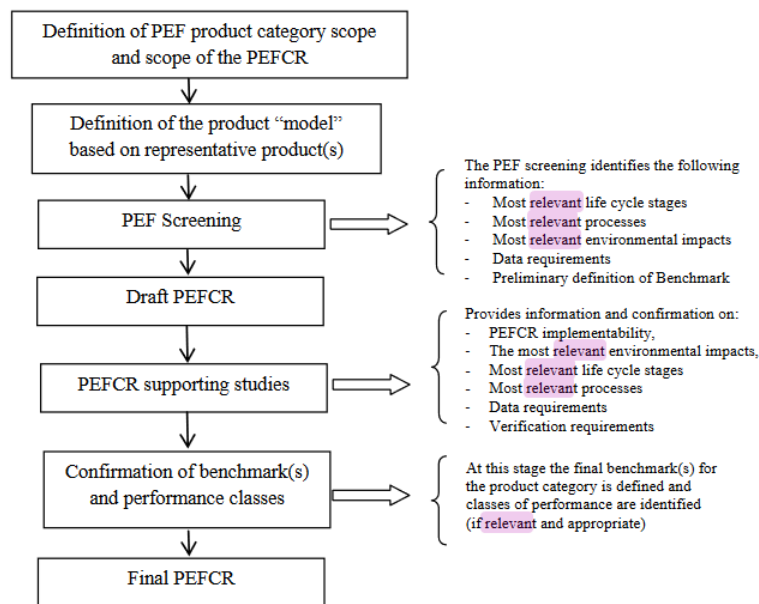 Definition of PEF product category scope
and scope of the PEFCR
Definition of the product “model”
based on representative product(s)
PEF Screening
The PEF screening identifies the following
information:
- Most relevant life cycle stages
- Most relevant processes
- Most relevant environmental impacts
- Data requirements
- Preliminary definition of Benchmark
Draft PEFCR
PEFCR supporting studies
Provides information and confirmation on:
- PEFCR implementability,
- The most relevant environmental impacts,
- Most relevant life cycle stages
- Most relevant processes
- Data requirements
- Verification requirements
Confirmation of benchmark(s)
and performance classes
At this stage the final benchmark(s) for
the product category is defined and
classes of performance are identified
(if relevant and appropriate)
Final PEFCR